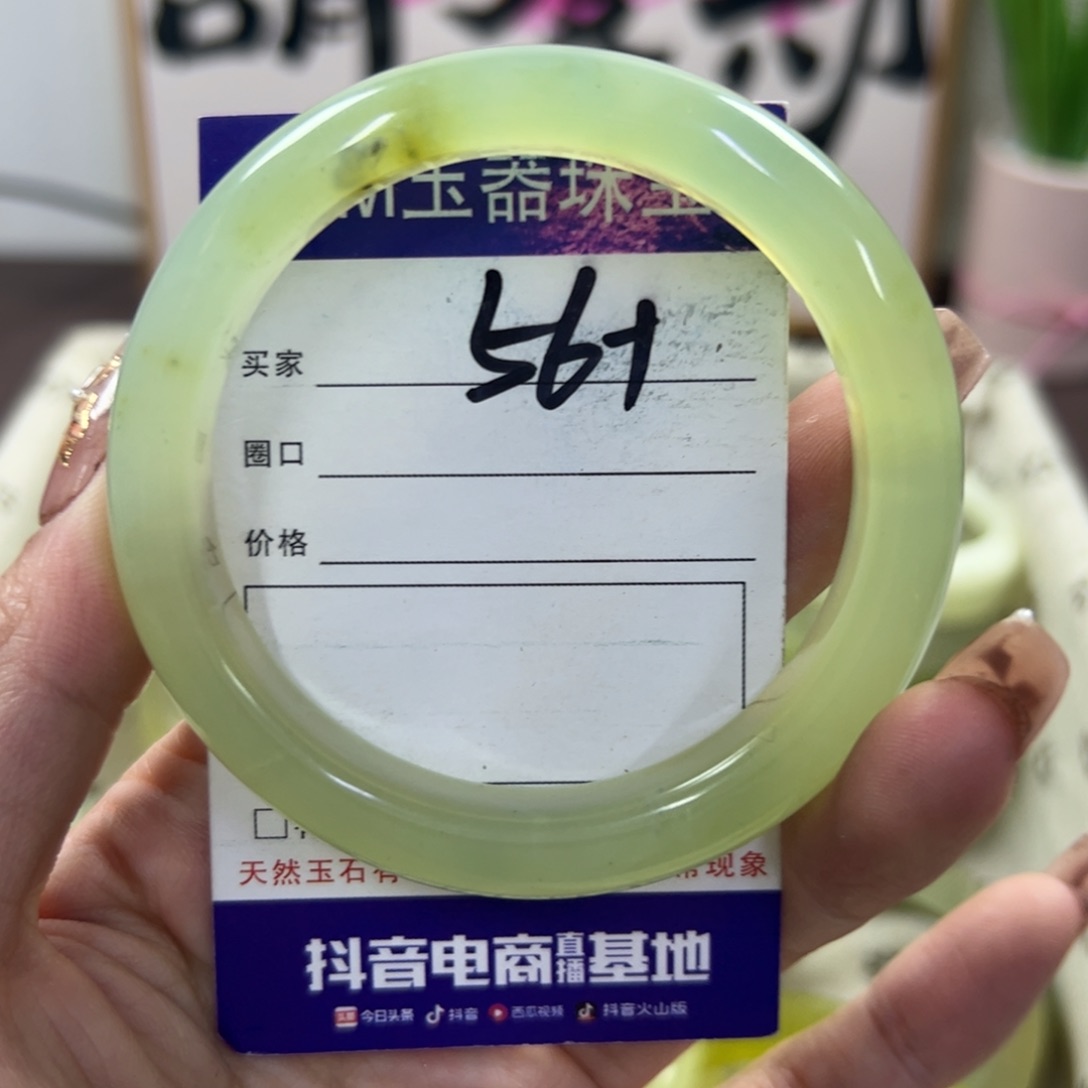 玉器珠宝
56+
买家
圈口
价格
天然玉石有
常现象
抖音电商直播基地
今日头条 抖音 西瓜视频 抖音火山版